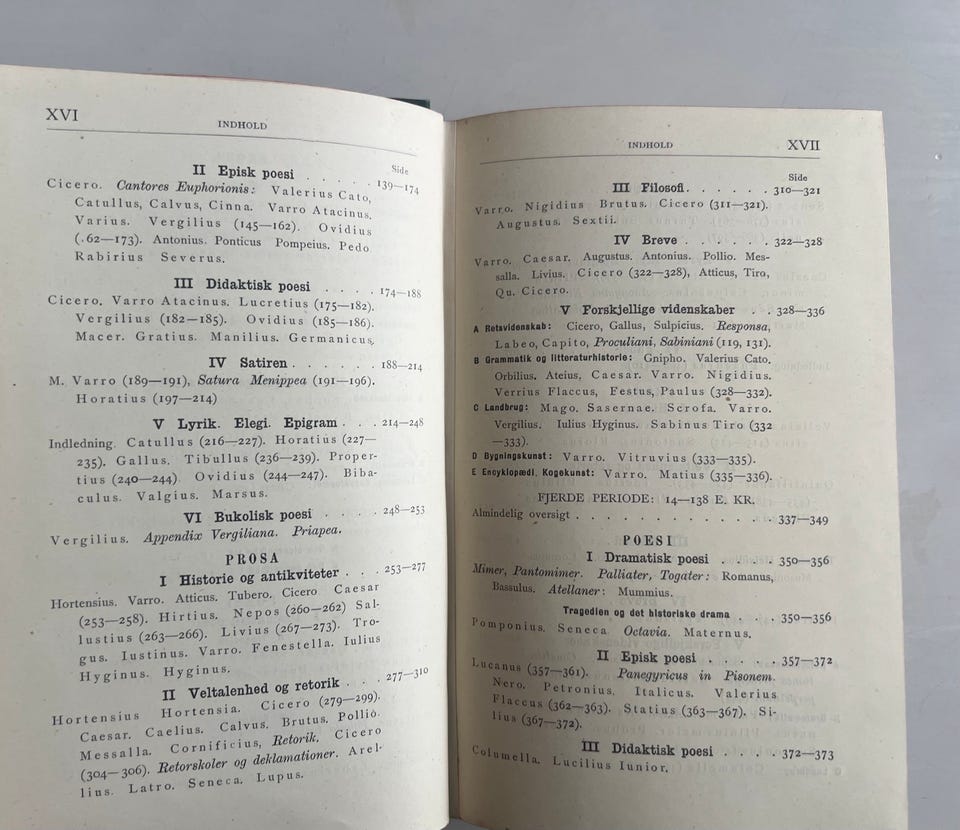 XVI
INDHOLD
Side
II Episk poesi . . . . . 139—174
Cicero. Cantores Euphorionis: Valerius Cato,
Catullus, Calvus, Cinna. Varro Atacinus.
Varius. Vergilius (145—162). Ovidius
(.62—173). Antonius. Ponticus Pompeius. Pedo
Rabirius Severus.
III Didaktisk poesi . . . . 174—188
Cicero. Varro Atacinus. Lucretius (175—182).
Vergilius (182—185). Ovidius (185—186).
Macer. Gratius. Manilius. Germanicus.
IV Satiren . . . . . . 188—214
M. Varro (189—191), Satura Menippea (191—196).
Horatius (197—214)
V Lyrik. Elegi. Epigram . . . 214—248
Indledning. Catullus (216—227). Horatius (227—
235). Gallus. Tibullus (236—239). Proper-
tius (240—244) Ovidius (244—247). Biba-
culus. Valgius. Marsus.
VI Bukolisk poesi . . . . 248—253
Vergilius. Appendix Vergiliana. Priapea.
PROSA
I Historie og antikviteter . . . 253—277
Hortensius. Varro. Atticus. Tubero. Cicero Caesar
(253—258). Hirtius. Nepos (260—262) Sal-
lustius (263—266). Livius (267—273). Tro-
gus. Iustinus. Varro. Fenestella. Iulius
Hyginus. Hyginus.
II Veltalenhed og retorik . . . 277—310
Hortensius Hortensia. Cicero (279—299).
Caesar. Caelius. Calvus. Brutus. Pollio.
Messalla. Cornificius, Retorik. Cicero
(304—306). Retorskoler og deklamationer. Arel-
lius. Latro. Seneca. Lupus.
INDHOLD
XVII
Side
III Filosofi. . . . . . . 310—321
Varro. Nigidius Brutus. Cicero (311—321).
Augustus. Sextii.
IV Breve . . . . . . . 322—328
Varro. Caesar. Augustus. Antonius. Pollio. Mes-
salla. Livius. Cicero (322—328), Atticus, Tiro,
Qu. Cicero.
V Forskjellige videnskaber . . 328—336
A Retsvidenskab: Cicero, Gallus, Sulpicius. Responsa,
Labeo, Capito, Proculiani, Sabiniani (119, 131).
B Grammatik og litteraturhistorie: Gnipho. Valerius Cato.
Orbilius. Ateius, Caesar. Varro. Nigidius.
Verrius Flaccus, Festus, Paulus (328—332).
C Landbrug: Mago. Sasernae. Scrofa. Varro.
Vergilius. Iulius Hyginus. Sabinus Tiro (332
—333).
D Bygningskunst: Varro. Vitruvius (333—335).
E Encyklopædi, Kogekunst: Varro. Matius (335—336).
FJERDE PERIODE: 14—138 E. KR.
Almindelig oversigt . . . . . . . . . . . 337—349
POESI
I Dramatisk poesi . . . . 350—356
Mimer, Pantomimer. Palliater, Togater: Romanus,
Bassulus. Atellaner: Mummius.
Tragedien og det historiske drama . . . 350—356
Pomponius. Seneca Octavia. Maternus.
II Episk poesi . . . . . 357—372
Lucanus (357—361). Panegyricus in Pisonem.
Nero. Petronius. Italicus. Valerius
Flaccus (362—363). Statius (363—367). Si-
lius (367—372).
III Didaktisk poesi . . . . 372—373
Columella. Lucilius Iunior.